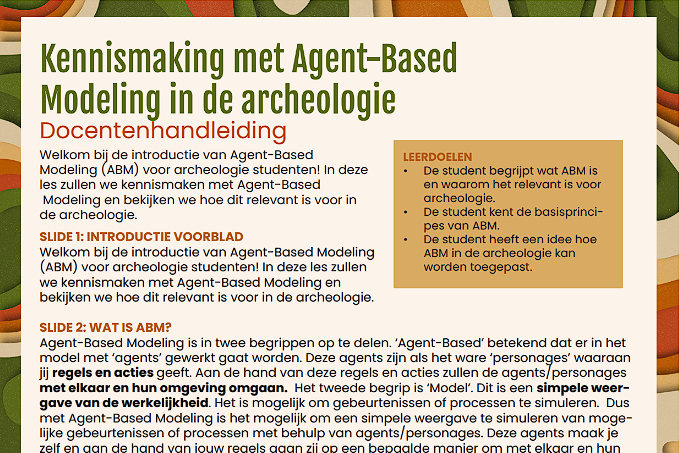 Kennismaking met Agent-Based
Modeling in de archeologie
Docentenhandleiding
Welkom bij de introductie van Agent-Based
Modeling (ABM) voor archeologie studenten! In deze
les zullen we kennismaken met Agent-Based
Modeling en bekijken we hoe dit relevant is voor in
de archeologie.
SLIDE 1: INTRODUCTIE VOORBLAD
Welkom bij de introductie van Agent-Based Modeling
(ABM) voor archeologie studenten! In deze les zullen
we kennismaken met Agent-Based Modeling en
bekijken we hoe dit relevant is voor in de archeologie.
LEERDOELEN
• De student begrijpt wat ABM is
en waarom het relevant is voor
archeologie.
• De student kent de basisprinci-
pes van ABM.
• De student heeft een idee hoe
ABM in de archeologie kan
worden toegepast.
SLIDE 2: WAT IS ABM?
Agent-Based Modeling is in twee begrippen op te delen. ‘Agent-Based’ betekend dat er in het
model met ‘agents’ gewerkt gaat worden. Deze agents zijn als het ware ‘personages’ waaraan
jij regels en acties geeft. Aan de hand van deze regels en acties zullen de agents/personages
met elkaar en hun omgeving omgaan. Het tweede begrip is ‘Model’. Dit is een simpele weer-
gave van de werkelijkheid. Het is mogelijk om gebeurtenissen of processen te simuleren. Dus
met Agent-Based Modeling is het mogelijk om een simpele weergave te simuleren van moge-
lijke gebeurtenissen of processen met behulp van agents/personages. Deze agents maak je
zelf en aan de hand van jouw regels gaan zij op een bepaalde manier om met elkaar en hun